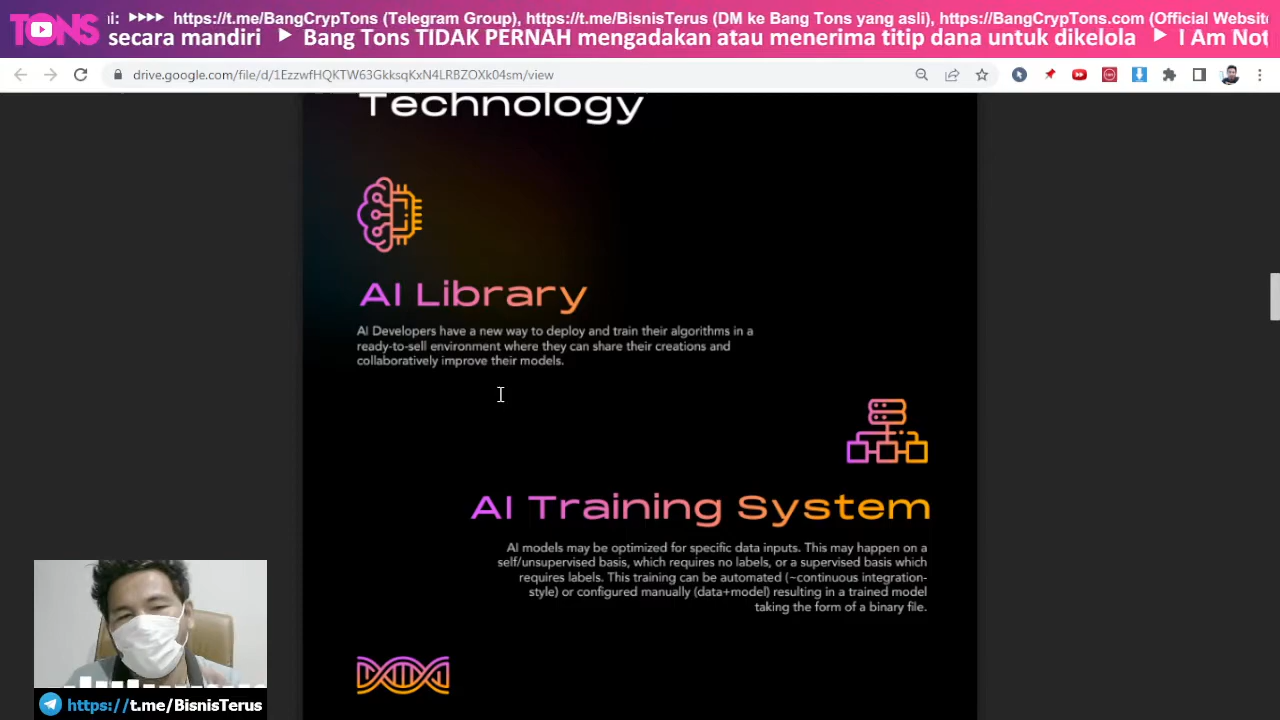 TONS
i: ►►►► https://t.me/BangCrypTons (Telegram Group), https://t.me/BisnisTerus (DM ke Bang Tons yang asli), https://BangCrypTons.com (Official Website
secara mandiri ► Bang Tons TIDAK PERNAH mengadakan atau menerima titip dana untuk dikelola ► I Am Not
drive.google.com/file/d/1EzzwfHQKTW63GkksqKxN4LRBZOXk04sm/view
Technology
AI Library
AI Developers have a new way to deploy and train their algorithms in a
ready-to-sell environment where they can share their creations and
collaboratively improve their models.
AI Training System
AI models may be optimized for specific data inputs. This may happen on a
self/unsupervised basis, which requires no labels, or a supervised basis which
requires labels. This training can be automated (~continuous integration-
style) or configured manually (data+model) resulting in a trained model
taking the form of a binary file.
https://t.me/BisnisTerus